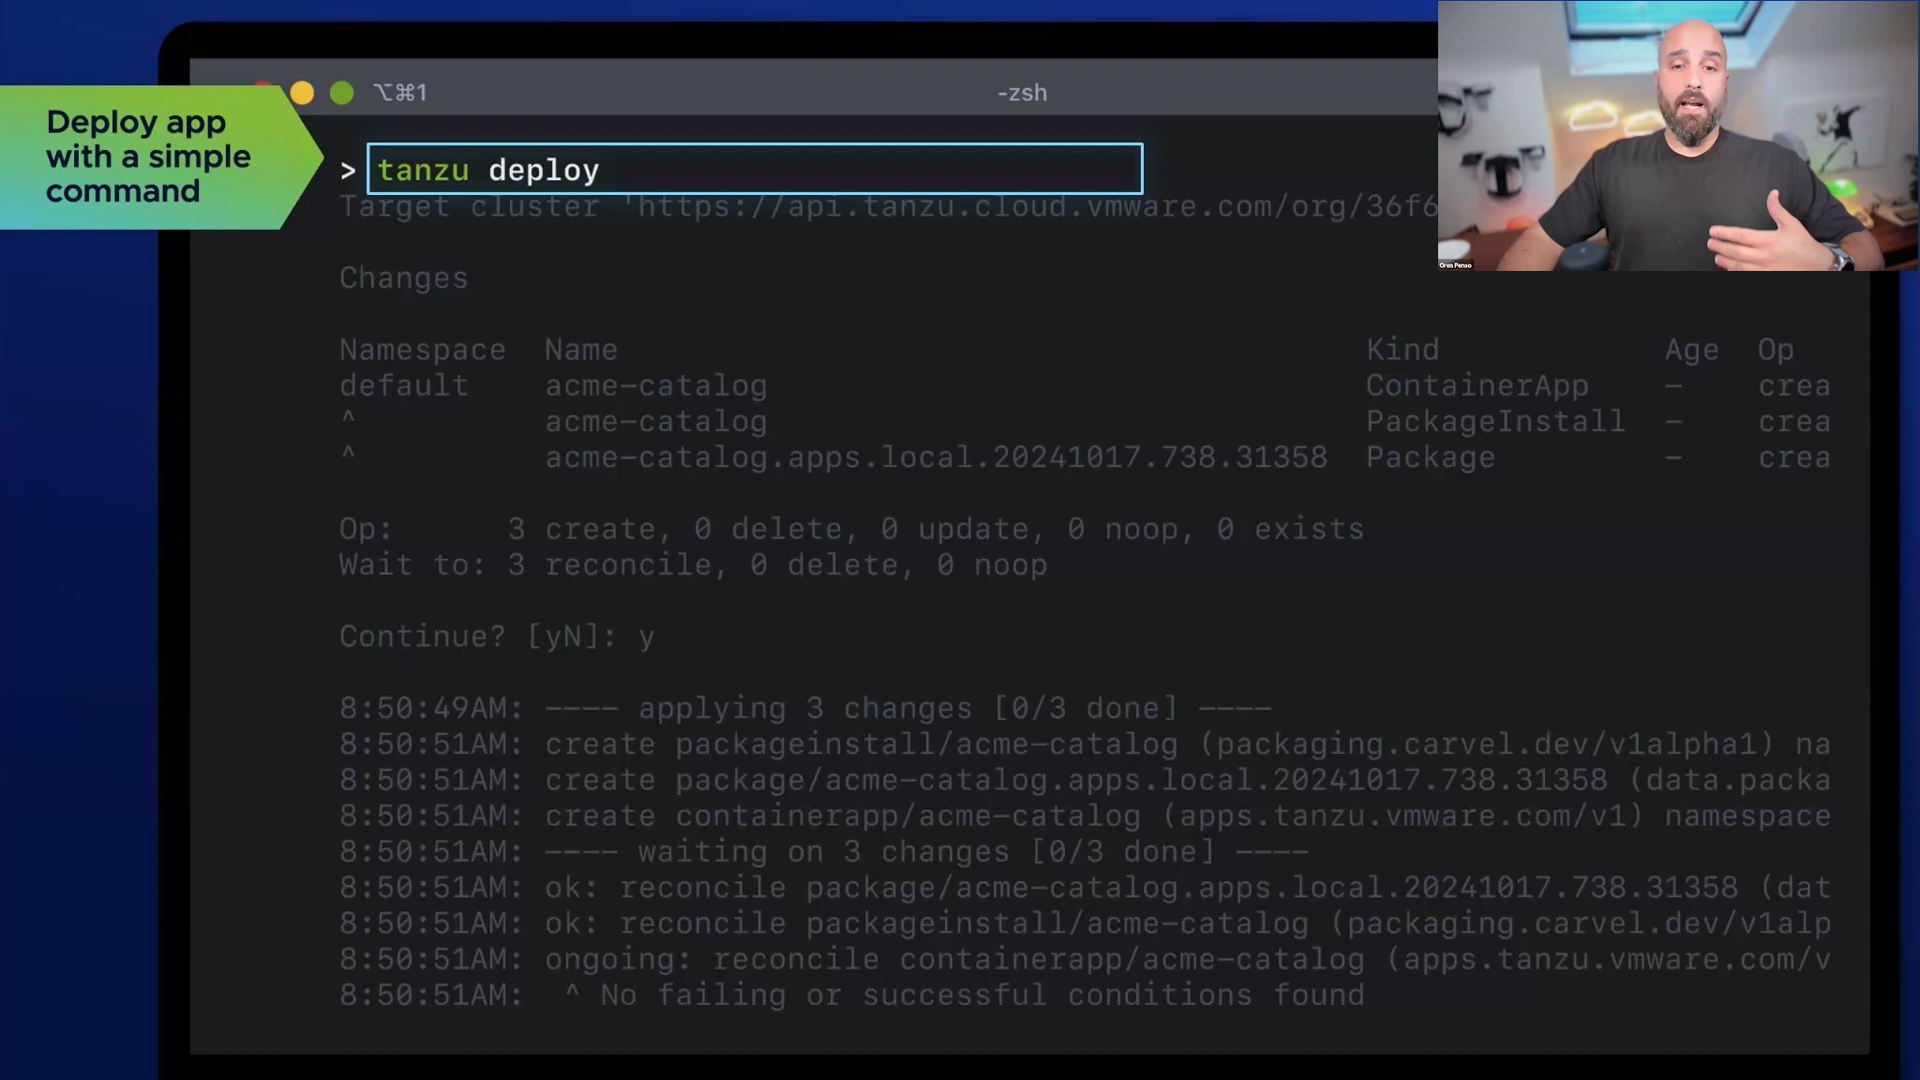 Deploy app
with a simple
command
⌥⌘1
-zsh
> tanzu deploy
Target cluster 'https://api.tanzu.cloud.vmware.com/org/36f6
Changes
Namespace Name Kind Age Op
default acme-catalog ContainerApp – crea
^ acme-catalog PackageInstall – crea
^ acme-catalog.apps.local.20241017.738.31358 Package – crea
Op: 3 create, 0 delete, 0 update, 0 noop, 0 exists
Wait to: 3 reconcile, 0 delete, 0 noop
Continue? [yN]: y
8:50:49AM: ---- applying 3 changes [0/3 done] ----
8:50:51AM: create packageinstall/acme-catalog (packaging.carvel.dev/v1alpha1) na
8:50:51AM: create package/acme-catalog.apps.local.20241017.738.31358 (data.packa
8:50:51AM: create containerapp/acme-catalog (apps.tanzu.vmware.com/v1) namespace
8:50:51AM: ---- waiting on 3 changes [0/3 done] ----
8:50:51AM: ok: reconcile package/acme-catalog.apps.local.20241017.738.31358 (dat
8:50:51AM: ok: reconcile packageinstall/acme-catalog (packaging.carvel.dev/v1alp
8:50:51AM: ongoing: reconcile containerapp/acme-catalog (apps.tanzu.vmware.com/v
8:50:51AM: ^ No failing or successful conditions found
Oren Penso